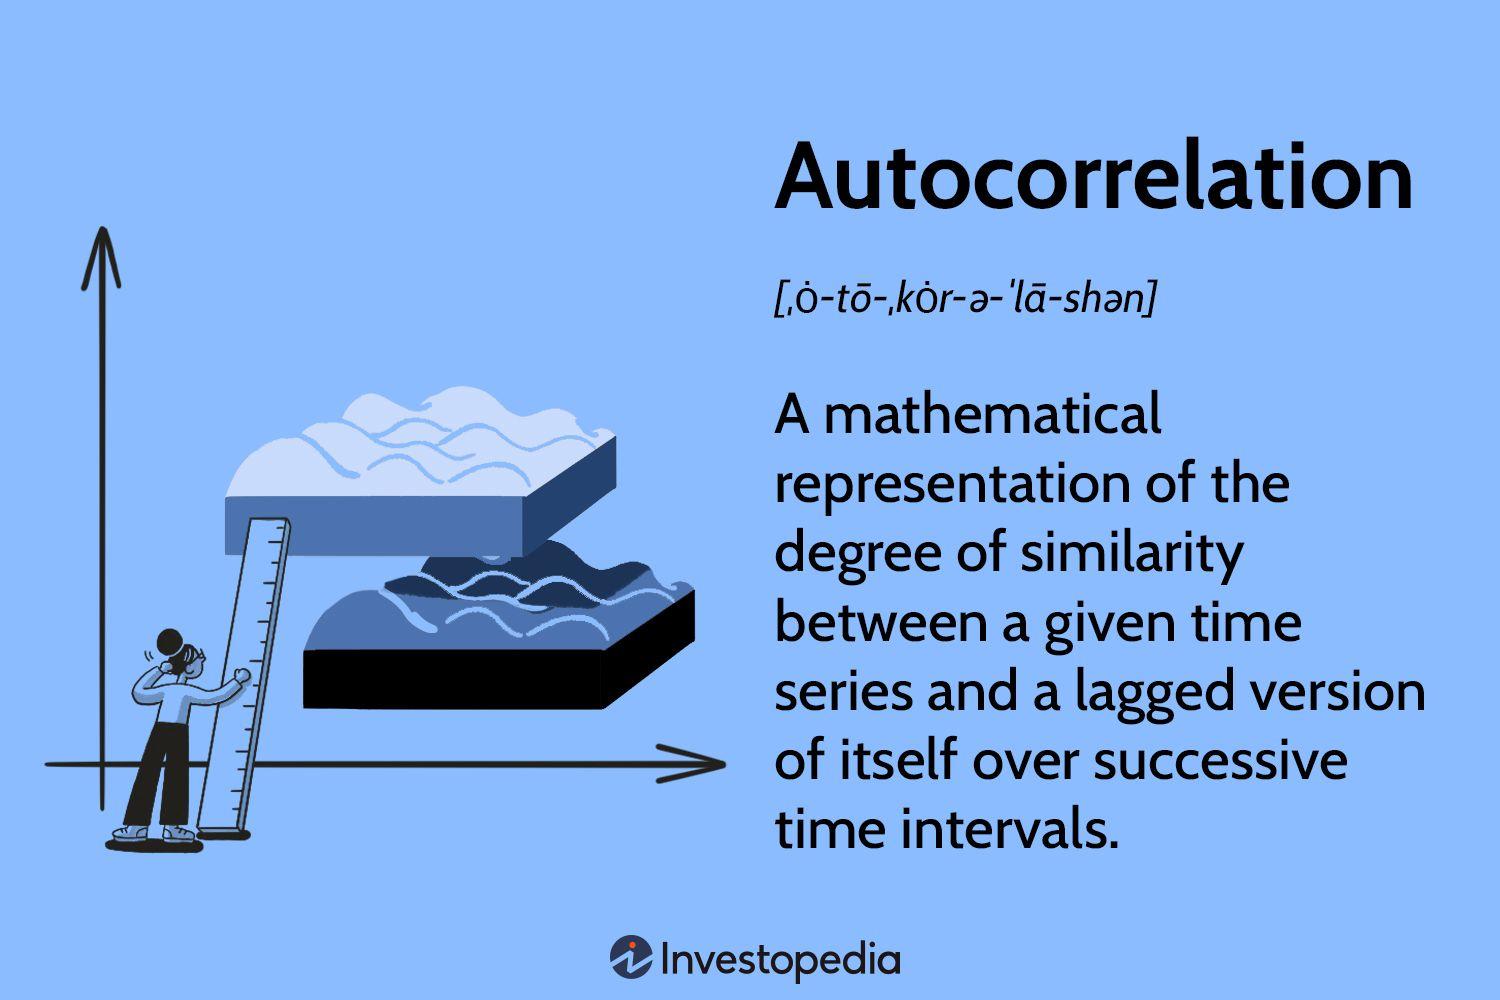 Autocorrelation
[ˌȯ-tō-ˌkȯr-ə-ˈlā-shən]
A mathematical
representation of the
degree of similarity
between a given time
series and a lagged version
of itself over successive
time intervals.
Investopedia